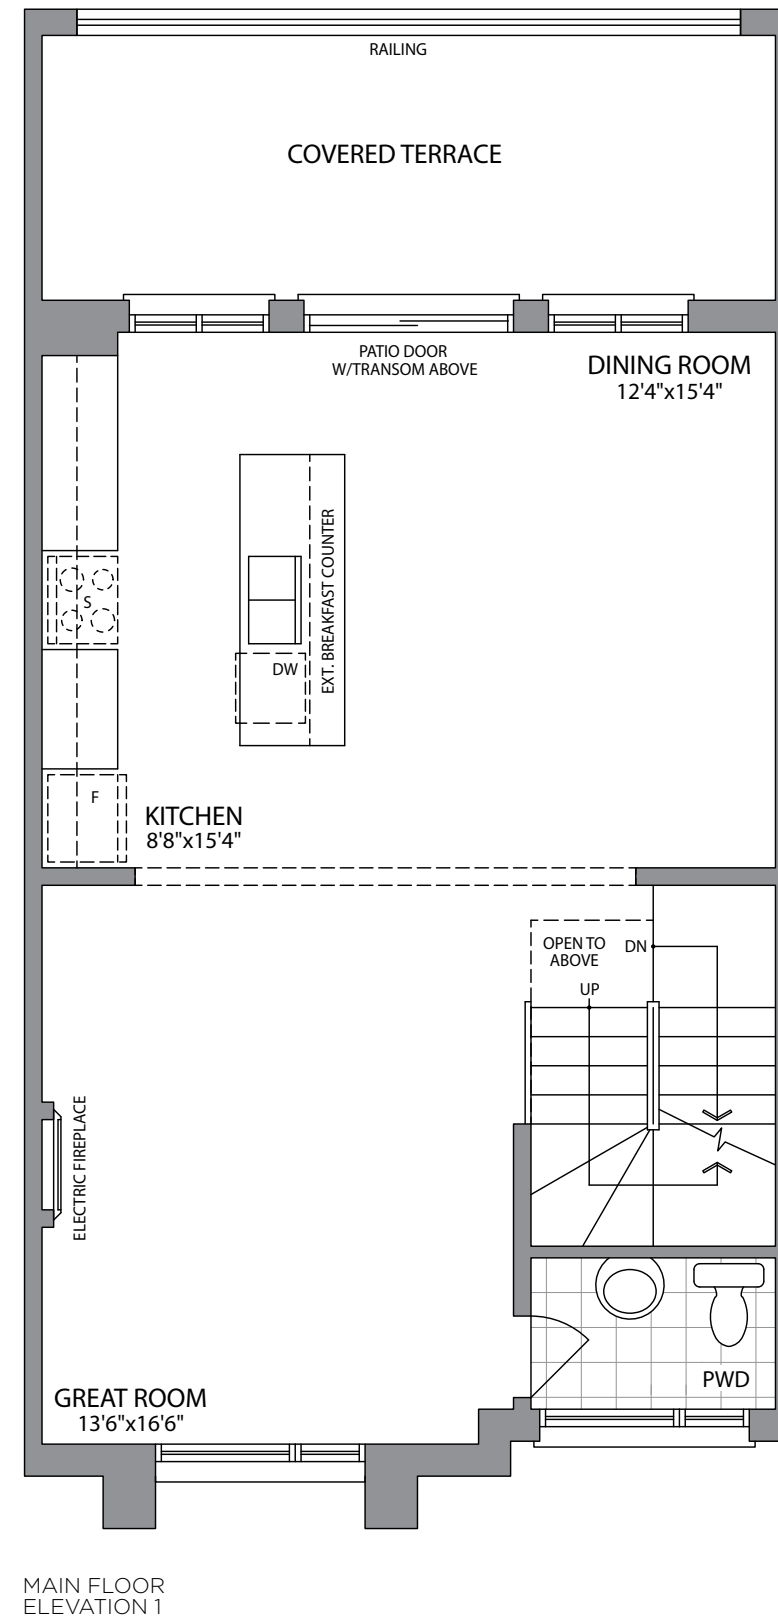 RAILING
COVERED TERRACE
PATIO DOOR
W/TRANSOM ABOVE
DINING ROOM
12'4"x15'4"
EXT. BREAKFAST COUNTER
S
DW
F
KITCHEN
8'8"x15'4"
OPEN TO
ABOVE
DN
UP
ELECTRIC FIREPLACE
GREAT ROOM
13'6"x16'6"
PWD
MAIN FLOOR
ELEVATION 1